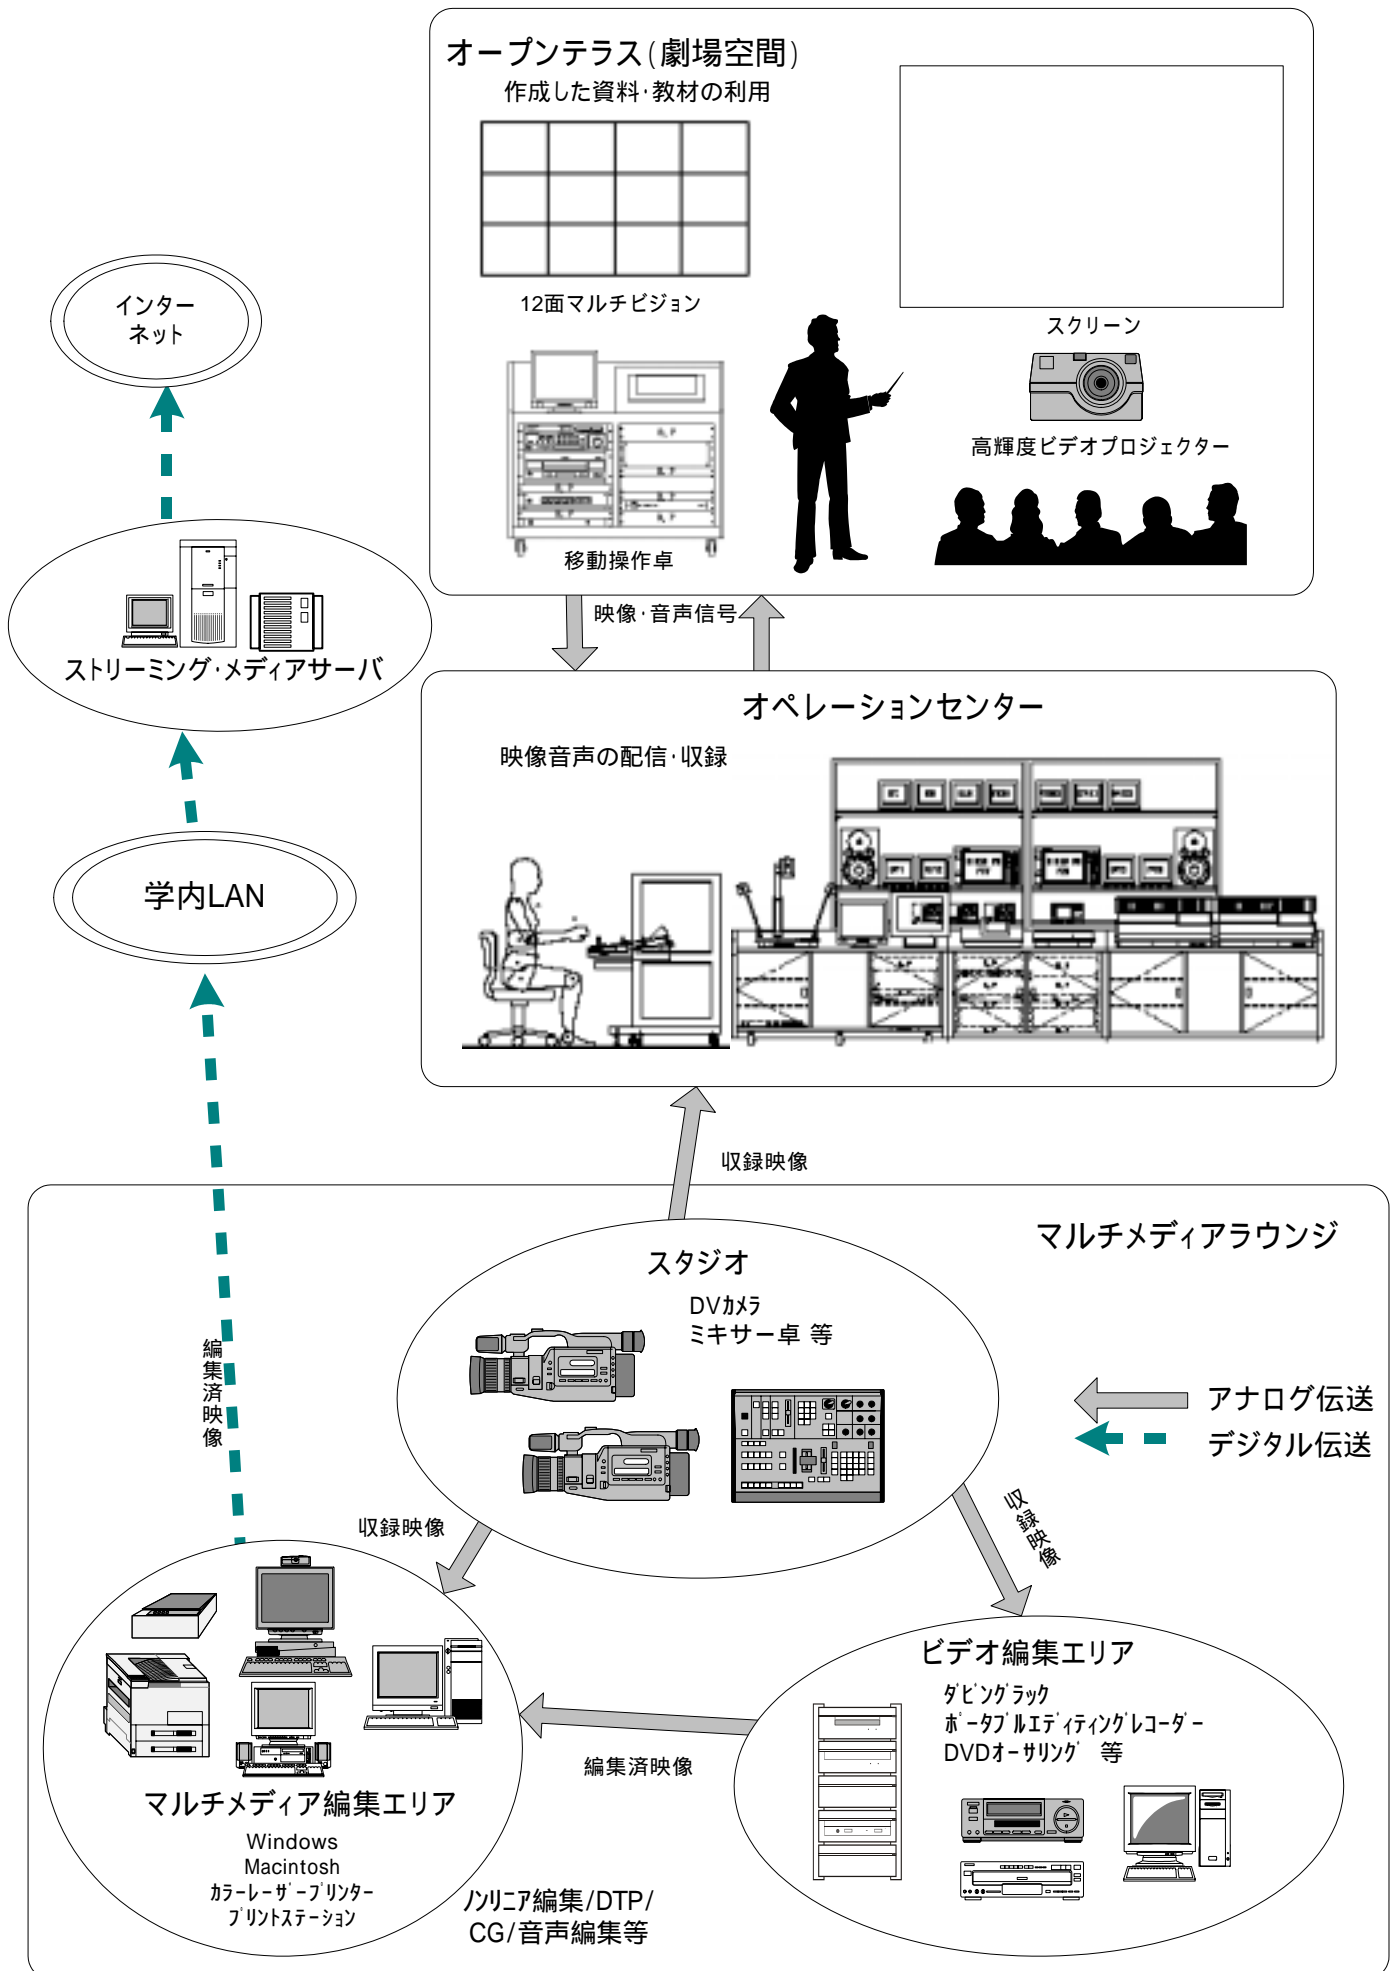 オープンテラス(劇場空間)
作成した資料・教材の利用
12面マルチビジョン
スクリーン
高輝度ビデオプロジェクター
移動操作卓
映像・音声信号
インター
ネット
ストリーミング・メディアサーバ
学内LAN
オペレーションセンター
映像音声の配信・収録
収録映像
マルチメディアラウンジ
スタジオ
DVカメラ
ミキサー卓 等
アナログ伝送
デジタル伝送
編集済映像
収録映像
収録映像
ビデオ編集エリア
ダビングラック
ポータブルエディティングレコーダー
DVDオーサリング 等
編集済映像
マルチメディア編集エリア
Windows
Macintosh
カラーレーザープリンター
プリントステーション
ノンリニア編集/DTP/
CG/音声編集等